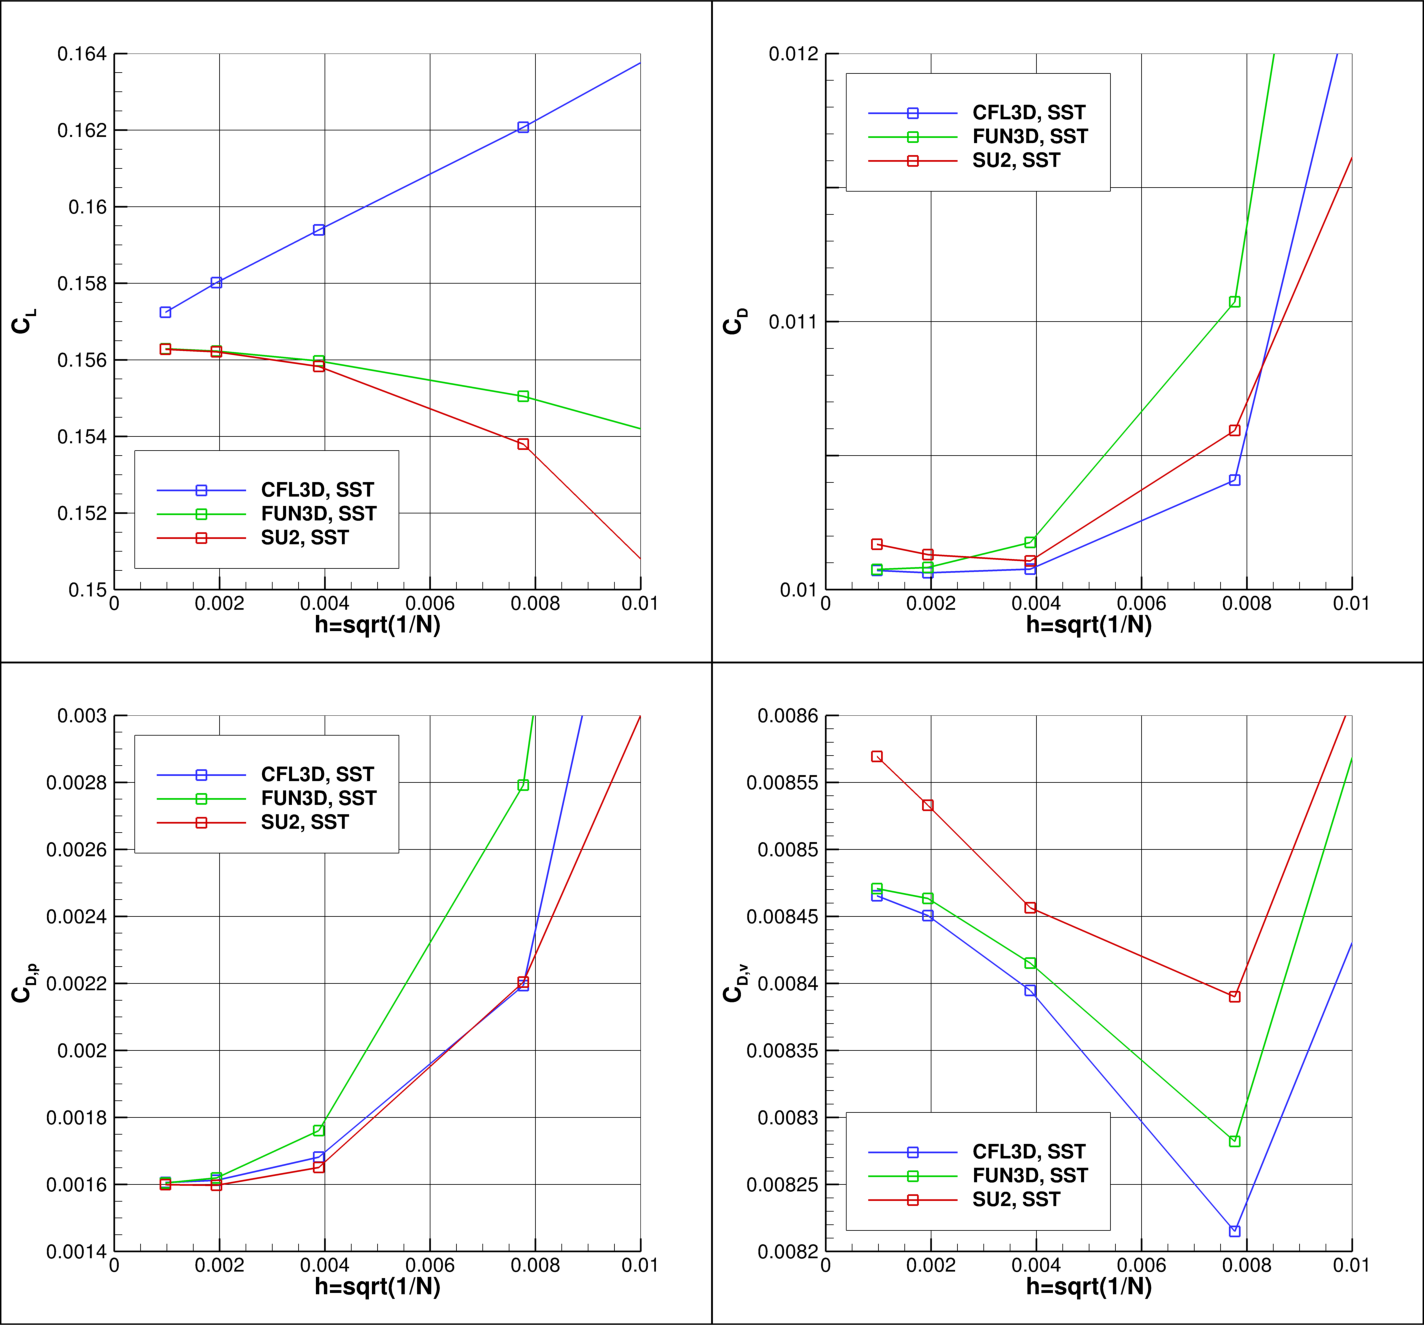 0.164
0.162
0.16
0.158
0.156
0.154
0.152
0.15
C_L
CFL3D, SST
FUN3D, SST
SU2, SST
0 0.002 0.004 0.006 0.008 0.01
h=sqrt(1/N)
0.012
0.011
0.01
C_D
CFL3D, SST
FUN3D, SST
SU2, SST
0 0.002 0.004 0.006 0.008 0.01
h=sqrt(1/N)
0.003
0.0028
0.0026
0.0024
0.0022
0.002
0.0018
0.0016
0.0014
C_D,p
CFL3D, SST
FUN3D, SST
SU2, SST
0 0.002 0.004 0.006 0.008 0.01
h=sqrt(1/N)
0.0086
0.00855
0.0085
0.00845
0.0084
0.00835
0.0083
0.00825
0.0082
C_D,v
CFL3D, SST
FUN3D, SST
SU2, SST
0 0.002 0.004 0.006 0.008 0.01
h=sqrt(1/N)